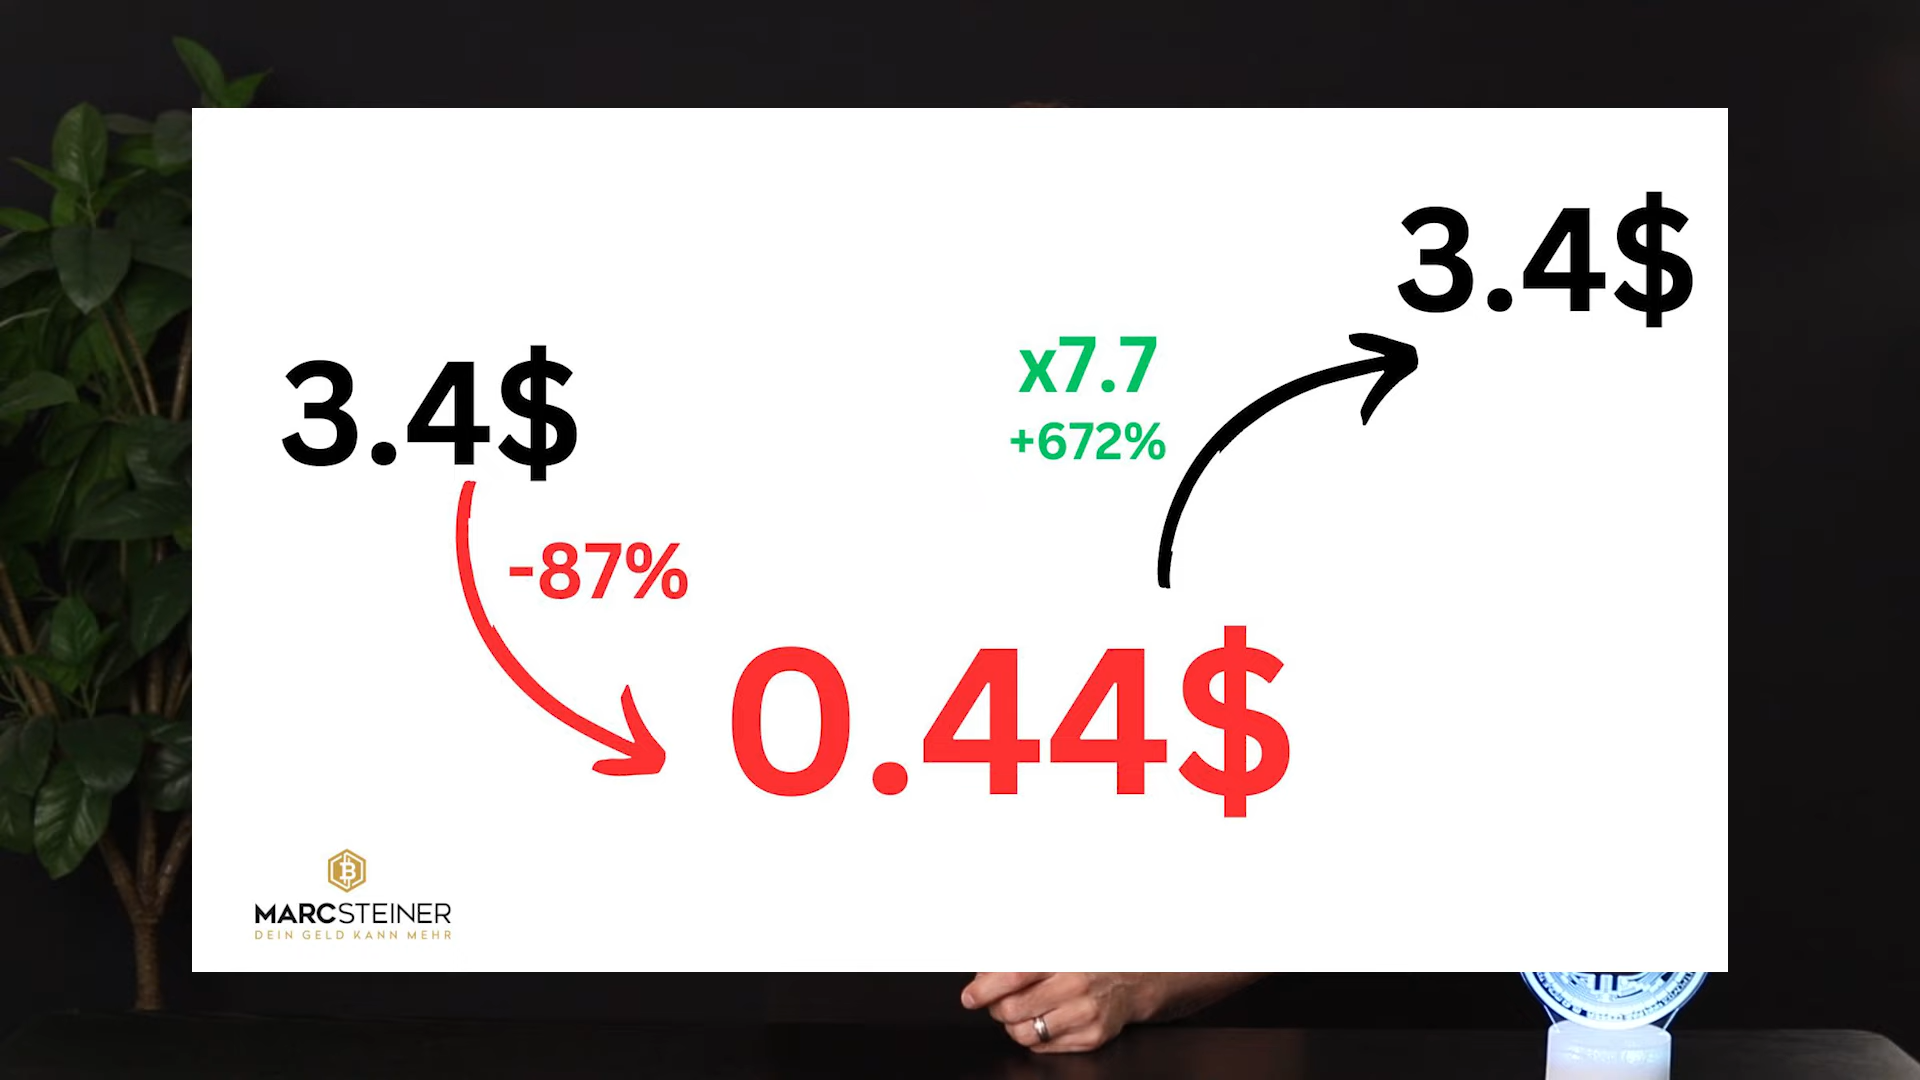 3.4$
-87%
0.44$
x7.7
+672%
3.4$
MARCSTEINER
DEIN GELD KANN MEHR